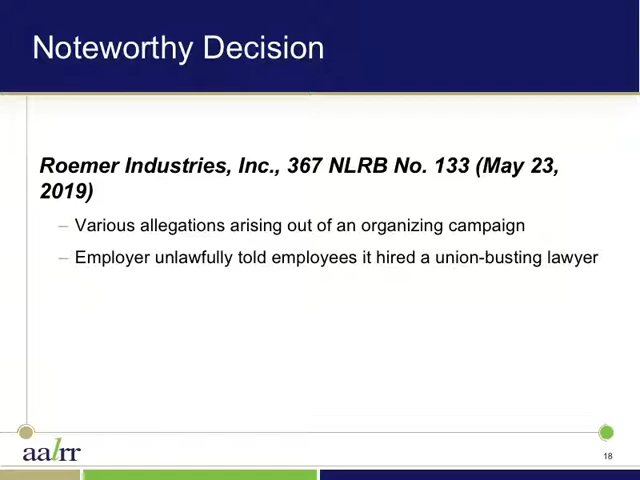 Noteworthy Decision
Roemer Industries, Inc., 367 NLRB No. 133 (May 23,
2019)
– Various allegations arising out of an organizing campaign
– Employer unlawfully told employees it hired a union-busting lawyer
aalrr
18